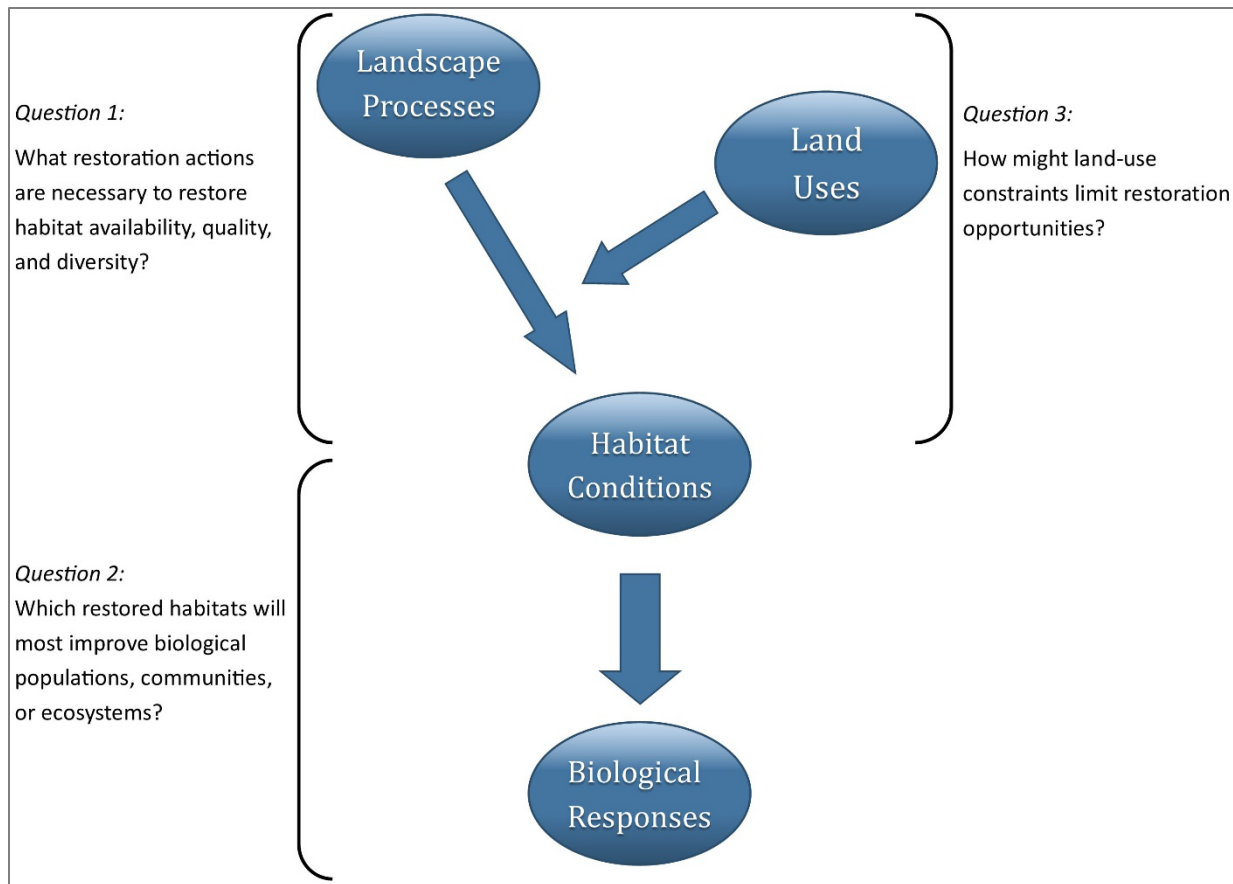 Landscape
Processes
Land
Uses
Question 1:
What restoration actions
are necessary to restore
habitat availability, quality,
and diversity?
Question 3:
How might land-use
constraints limit restoration
opportunities?
Habitat
Conditions
Question 2:
Which restored habitats will
most improve biological
populations, communities,
or ecosystems?
Biological
Responses